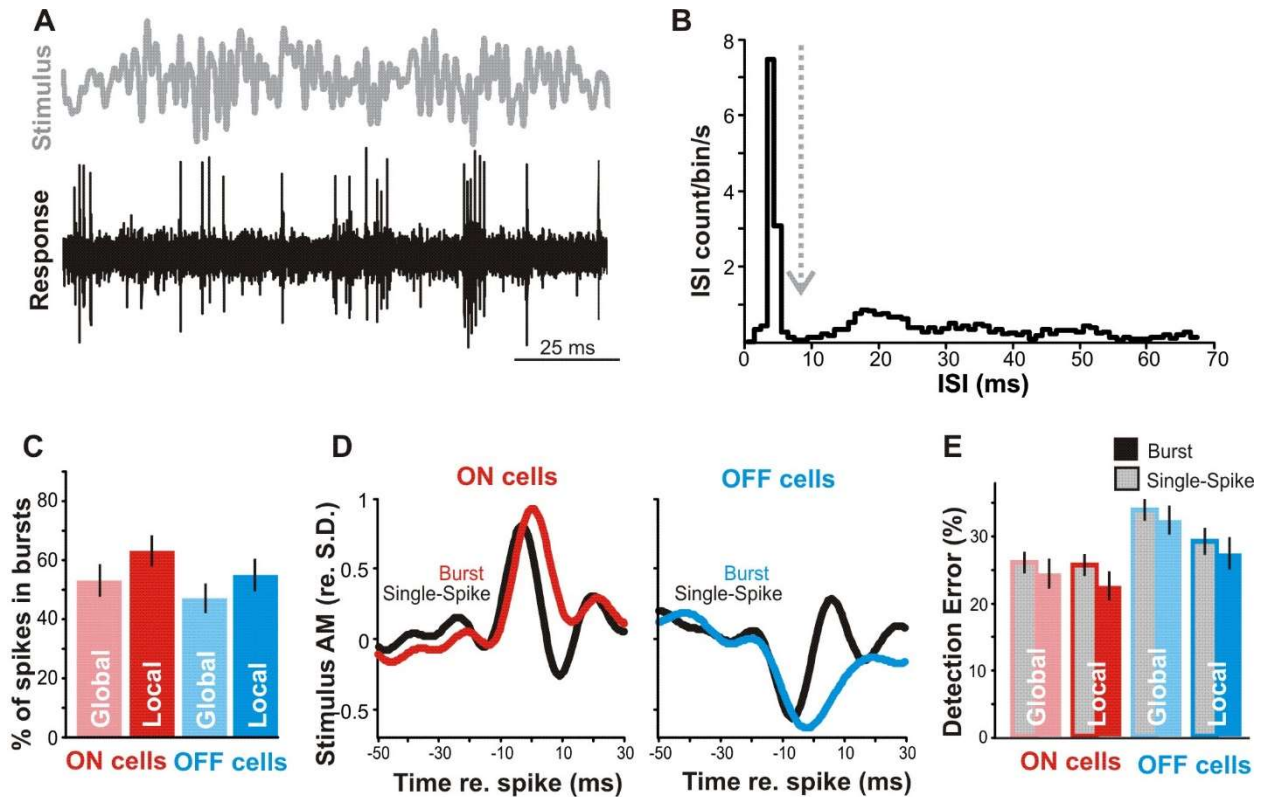 A
Stimulus
Response
25 ms
B
ISI count/bin/s
8
6
4
2
0 10 20 30 40 50 60 70
ISI (ms)
C
% of spikes in bursts
80
60
40
20
0
Global
Local
Global
Local
ON cells OFF cells
D
ON cells
Stimulus AM (re. S.D.)
1
0.5
0
-0.5
Burst
Single-Spike
-50 -30 -10 10 30
Time re. spike (ms)
OFF cells
Burst
Single-Spike
-50 -30 -10 10 30
Time re. spike (ms)
E
Burst
Single-Spike
Detection Error (%)
30
20
10
0
Global
Local
Global
Local
ON cells OFF cells